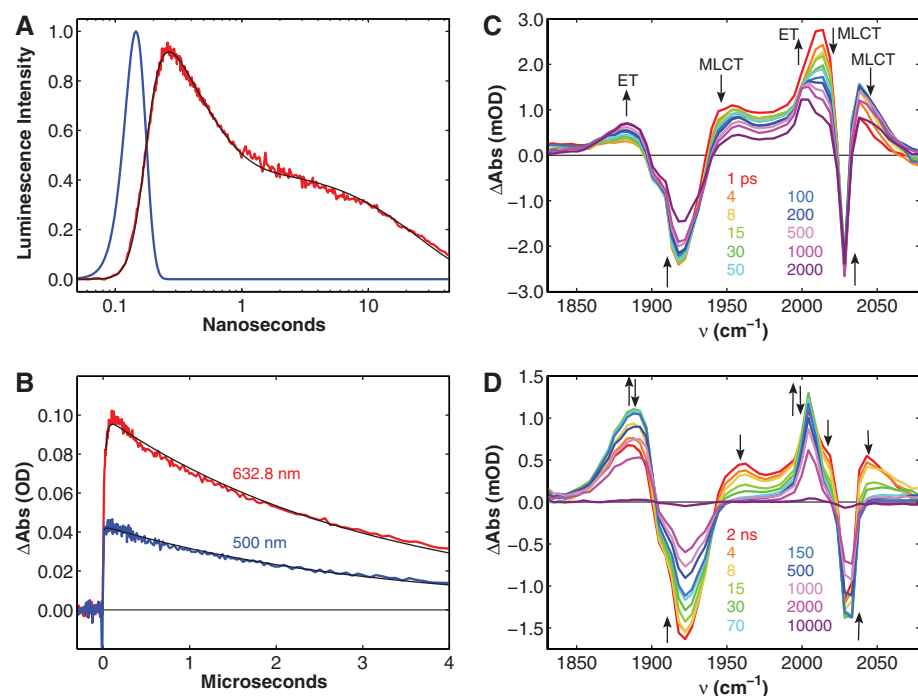 A
Luminescence Intensity
1.0
0.8
0.6
0.4
0.2
0.0
0.1 1 10
Nanoseconds
B
ΔAbs (OD)
0.10
0.08
0.06
0.04
0.02
0.00
632.8 nm
500 nm
0 1 2 3 4
Microseconds
C
ΔAbs (mOD)
3.0
2.0
1.0
0.0
-1.0
-2.0
-3.0
ET
MLCT
ET
MLCT
MLCT
1 ps
4 100
8 200
15 500
30 1000
50 2000
1850 1900 1950 2000 2050
ν (cm⁻¹)
D
ΔAbs (mOD)
1.5
1.0
0.5
0.0
-0.5
-1.0
-1.5
2 ns
4 150
8 500
15 1000
30 2000
70 10000
1850 1900 1950 2000 2050
ν (cm⁻¹)